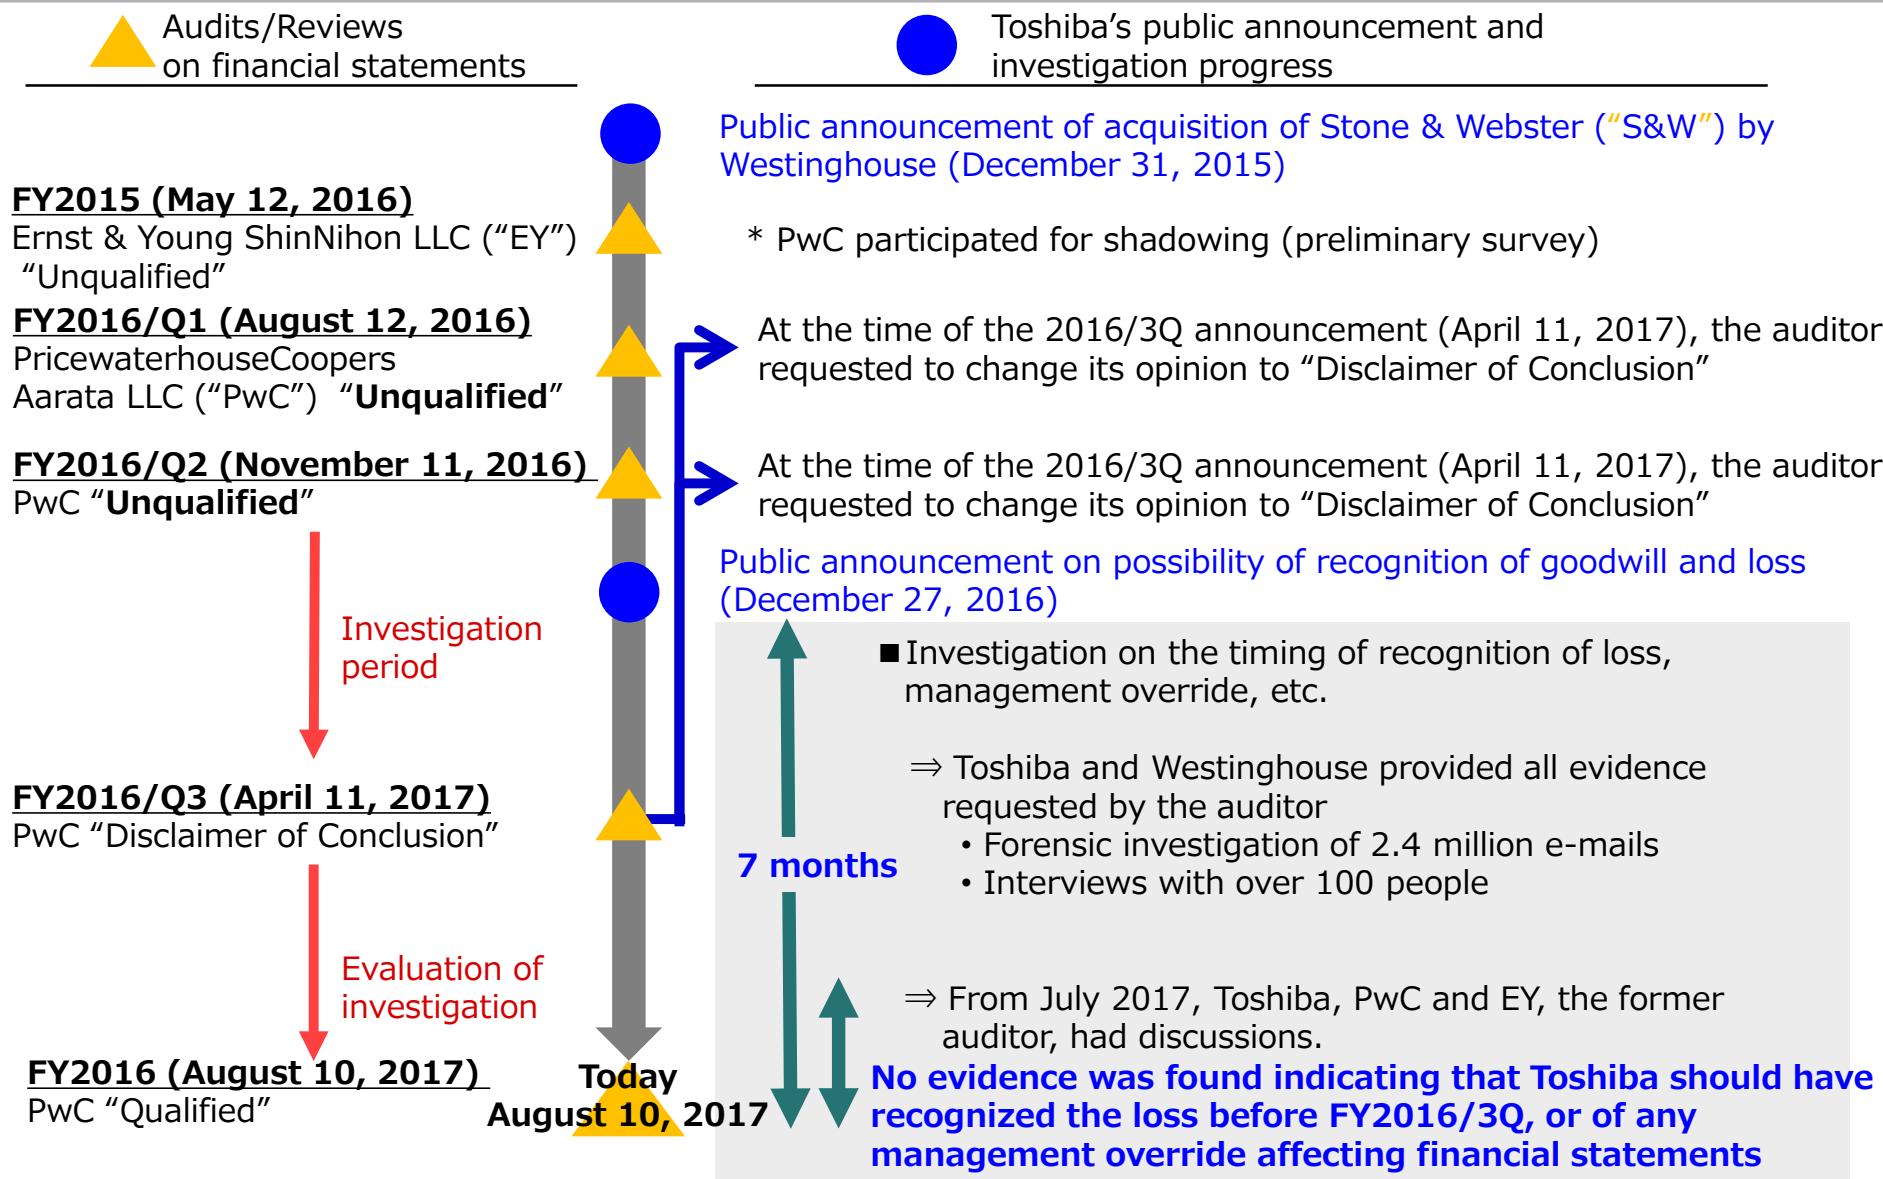 Audits/Reviews
on financial statements
Toshiba’s public announcement and
investigation progress
Public announcement of acquisition of Stone & Webster (“S&W”) by
Westinghouse (December 31, 2015)
FY2015 (May 12, 2016)
Ernst & Young ShinNihon LLC (“EY”)
“Unqualified”
* PwC participated for shadowing (preliminary survey)
FY2016/Q1 (August 12, 2016)
PricewaterhouseCoopers
Aarata LLC (“PwC”) “Unqualified”
At the time of the 2016/3Q announcement (April 11, 2017), the auditor
requested to change its opinion to “Disclaimer of Conclusion”
FY2016/Q2 (November 11, 2016)
PwC “Unqualified”
At the time of the 2016/3Q announcement (April 11, 2017), the auditor
requested to change its opinion to “Disclaimer of Conclusion”
Public announcement on possibility of recognition of goodwill and loss
(December 27, 2016)
Investigation
period
■Investigation on the timing of recognition of loss,
management override, etc.
⇒ Toshiba and Westinghouse provided all evidence
requested by the auditor
• Forensic investigation of 2.4 million e-mails
• Interviews with over 100 people
7 months
FY2016/Q3 (April 11, 2017)
PwC “Disclaimer of Conclusion”
Evaluation of
investigation
⇒ From July 2017, Toshiba, PwC and EY, the former
auditor, had discussions.
FY2016 (August 10, 2017)
PwC “Qualified”
Today
August 10, 2017
No evidence was found indicating that Toshiba should have
recognized the loss before FY2016/3Q, or of any
management override affecting financial statements